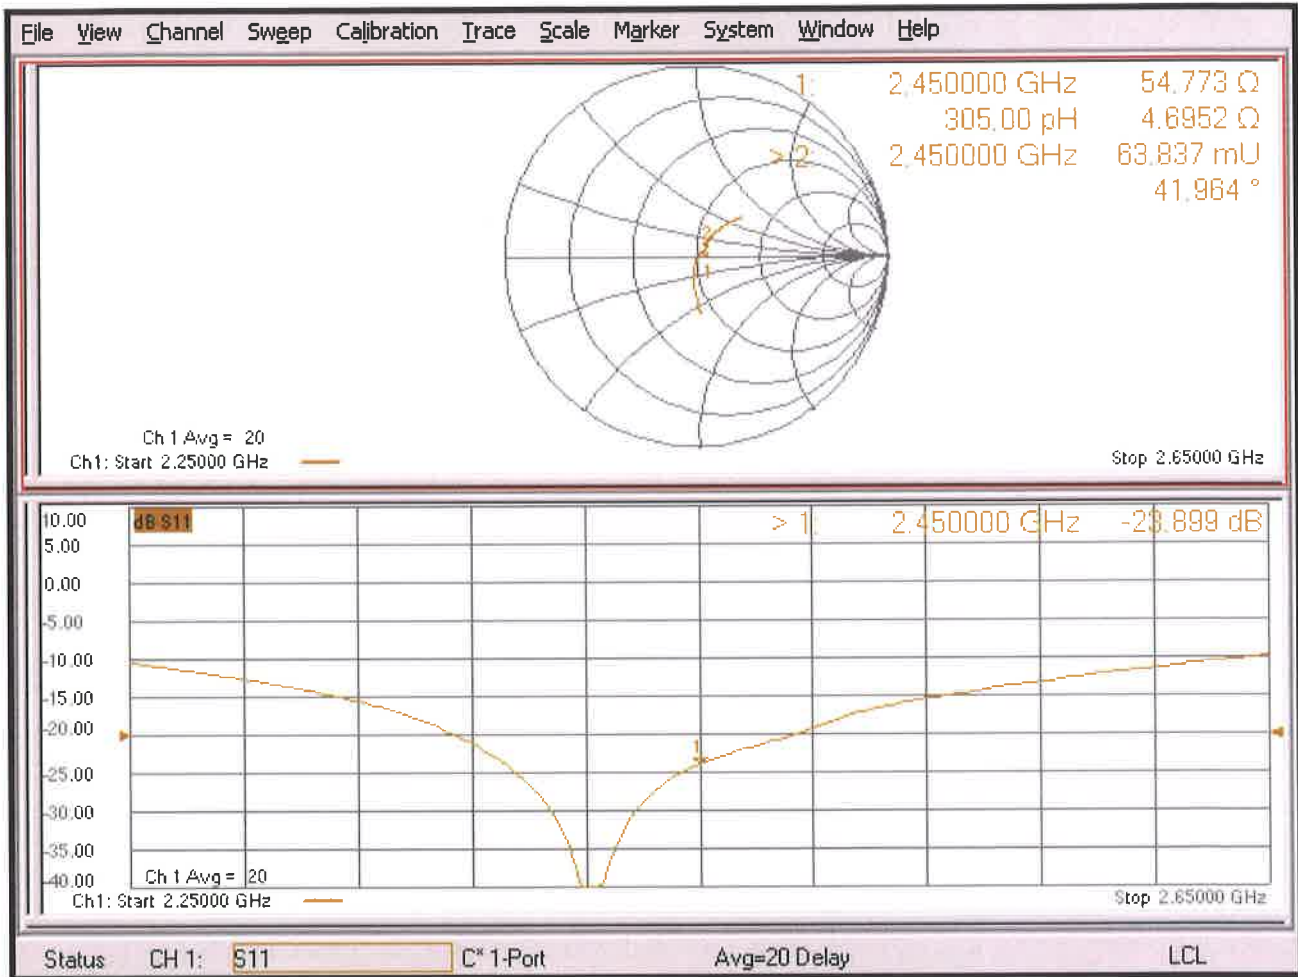 File View Channel Sweep Calibration Trace Scale Marker System Window Help
1: 2.450000 GHz 54.773 Ω
305.00 pH 4.6952 Ω
> 2: 2.450000 GHz 63.837 mU
41.964 °
2
1
Ch 1 Avg = 20
Ch1: Start 2.25000 GHz
Stop 2.65000 GHz
10.00 dB S11 > 1: 2.450000 GHz -23.899 dB
5.00
0.00
-5.00
-10.00
-15.00
-20.00
1
-25.00
-30.00
-35.00
-40.00 Ch 1 Avg = 20
Ch1: Start 2.25000 GHz
Stop 2.65000 GHz
Status CH 1: S11 C* 1-Port Avg=20 Delay LCL